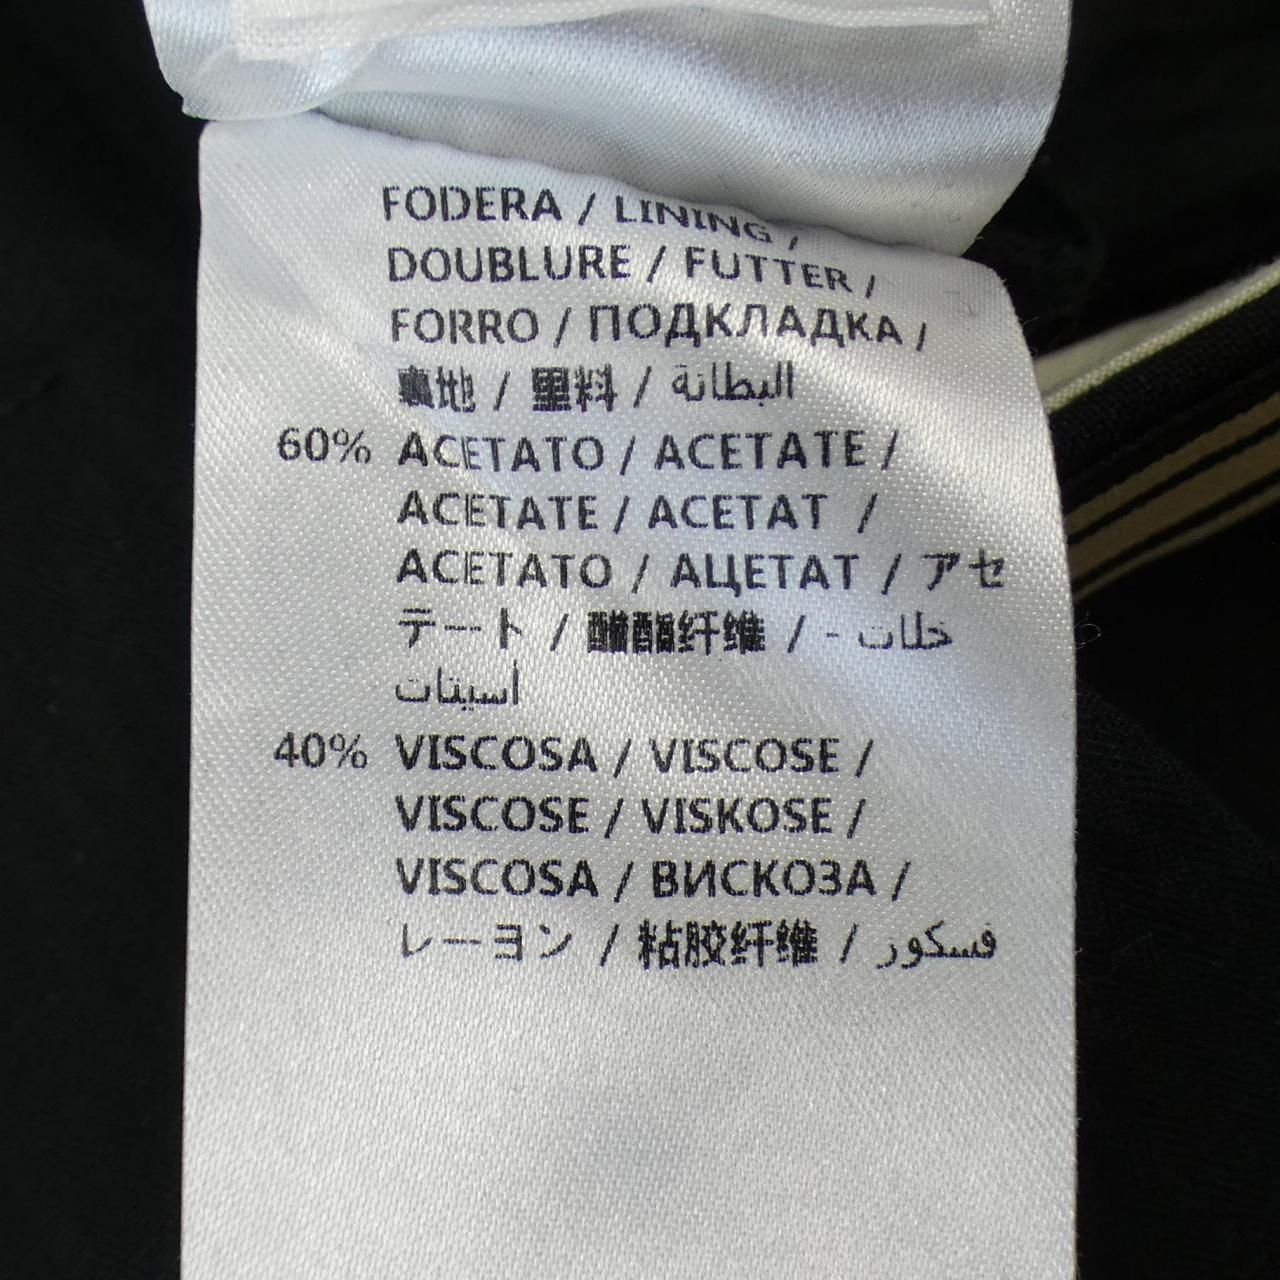 FODERA / LINING /
DOUBLURE / FUTTER /
FORRO / ПОДКЛАДКА /
裏地 / 里料 / البطانة
60% ACETATO / ACETATE /
ACETATE / ACETAT /
ACETATO / АЦЕТАТ / アセ
テート / 醋酯纤维 / خلات -
أسيتات
40% VISCOSA / VISCOSE /
VISCOSE / VISKOSE /
VISCOSA / ВИСКОЗА /
レーヨン / 粘胶纤维 / فسكوز